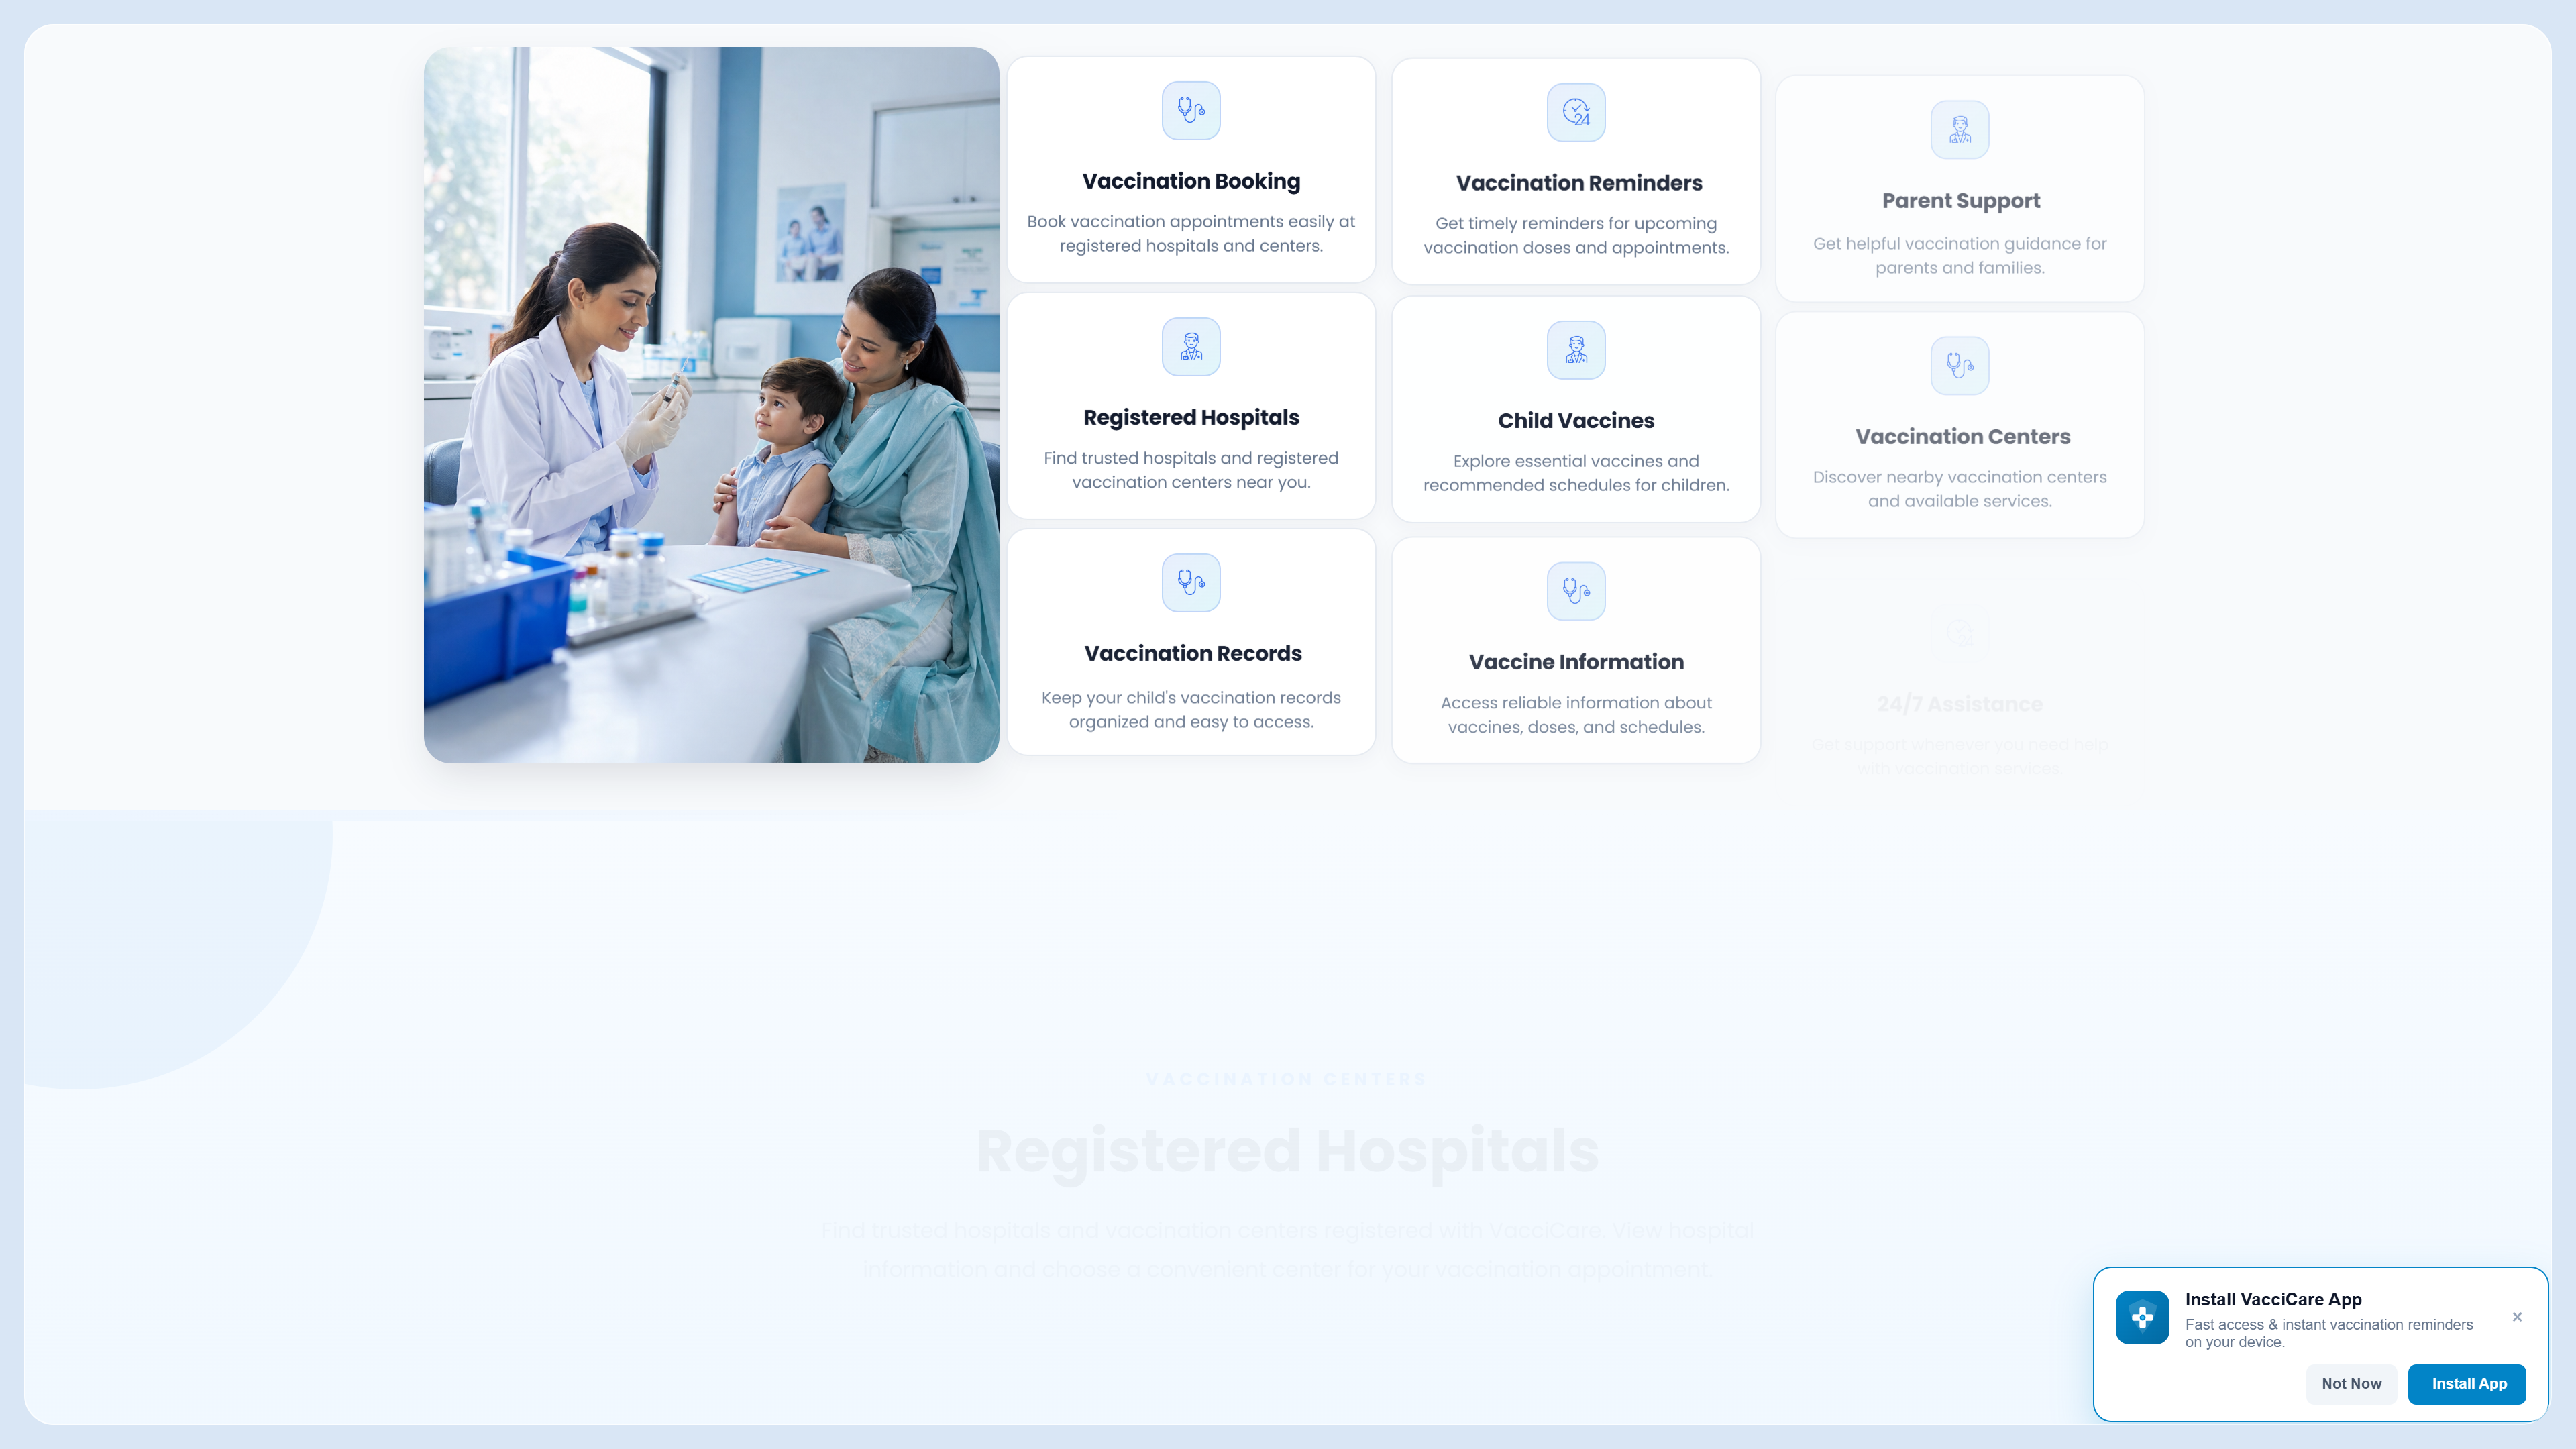 Vaccination Booking
Book vaccination appointments easily at
registered hospitals and centers.
24
Vaccination Reminders
Get timely reminders for upcoming
vaccination doses and appointments.
Parent Support
Get helpful vaccination guidance for
parents and families.
Registered Hospitals
Find trusted hospitals and registered
vaccination centers near you.
Child Vaccines
Explore essential vaccines and
recommended schedules for children.
Vaccination Centers
Discover nearby vaccination centers
and available services.
Vaccination Records
Keep your child's vaccination records
organized and easy to access.
Vaccine Information
Access reliable information about
vaccines, doses, and schedules.
24/7 Assistance
Get support whenever you need help
with vaccination services.
VACCINATION CENTERS
Registered Hospitals
Find trusted hospitals and vaccination centers registered with VacciCare. View hospital
information and choose a convenient center for your vaccination appointment.
Install VacciCare App
Fast access & instant vaccination reminders
on your device.
×
Not Now
Install App